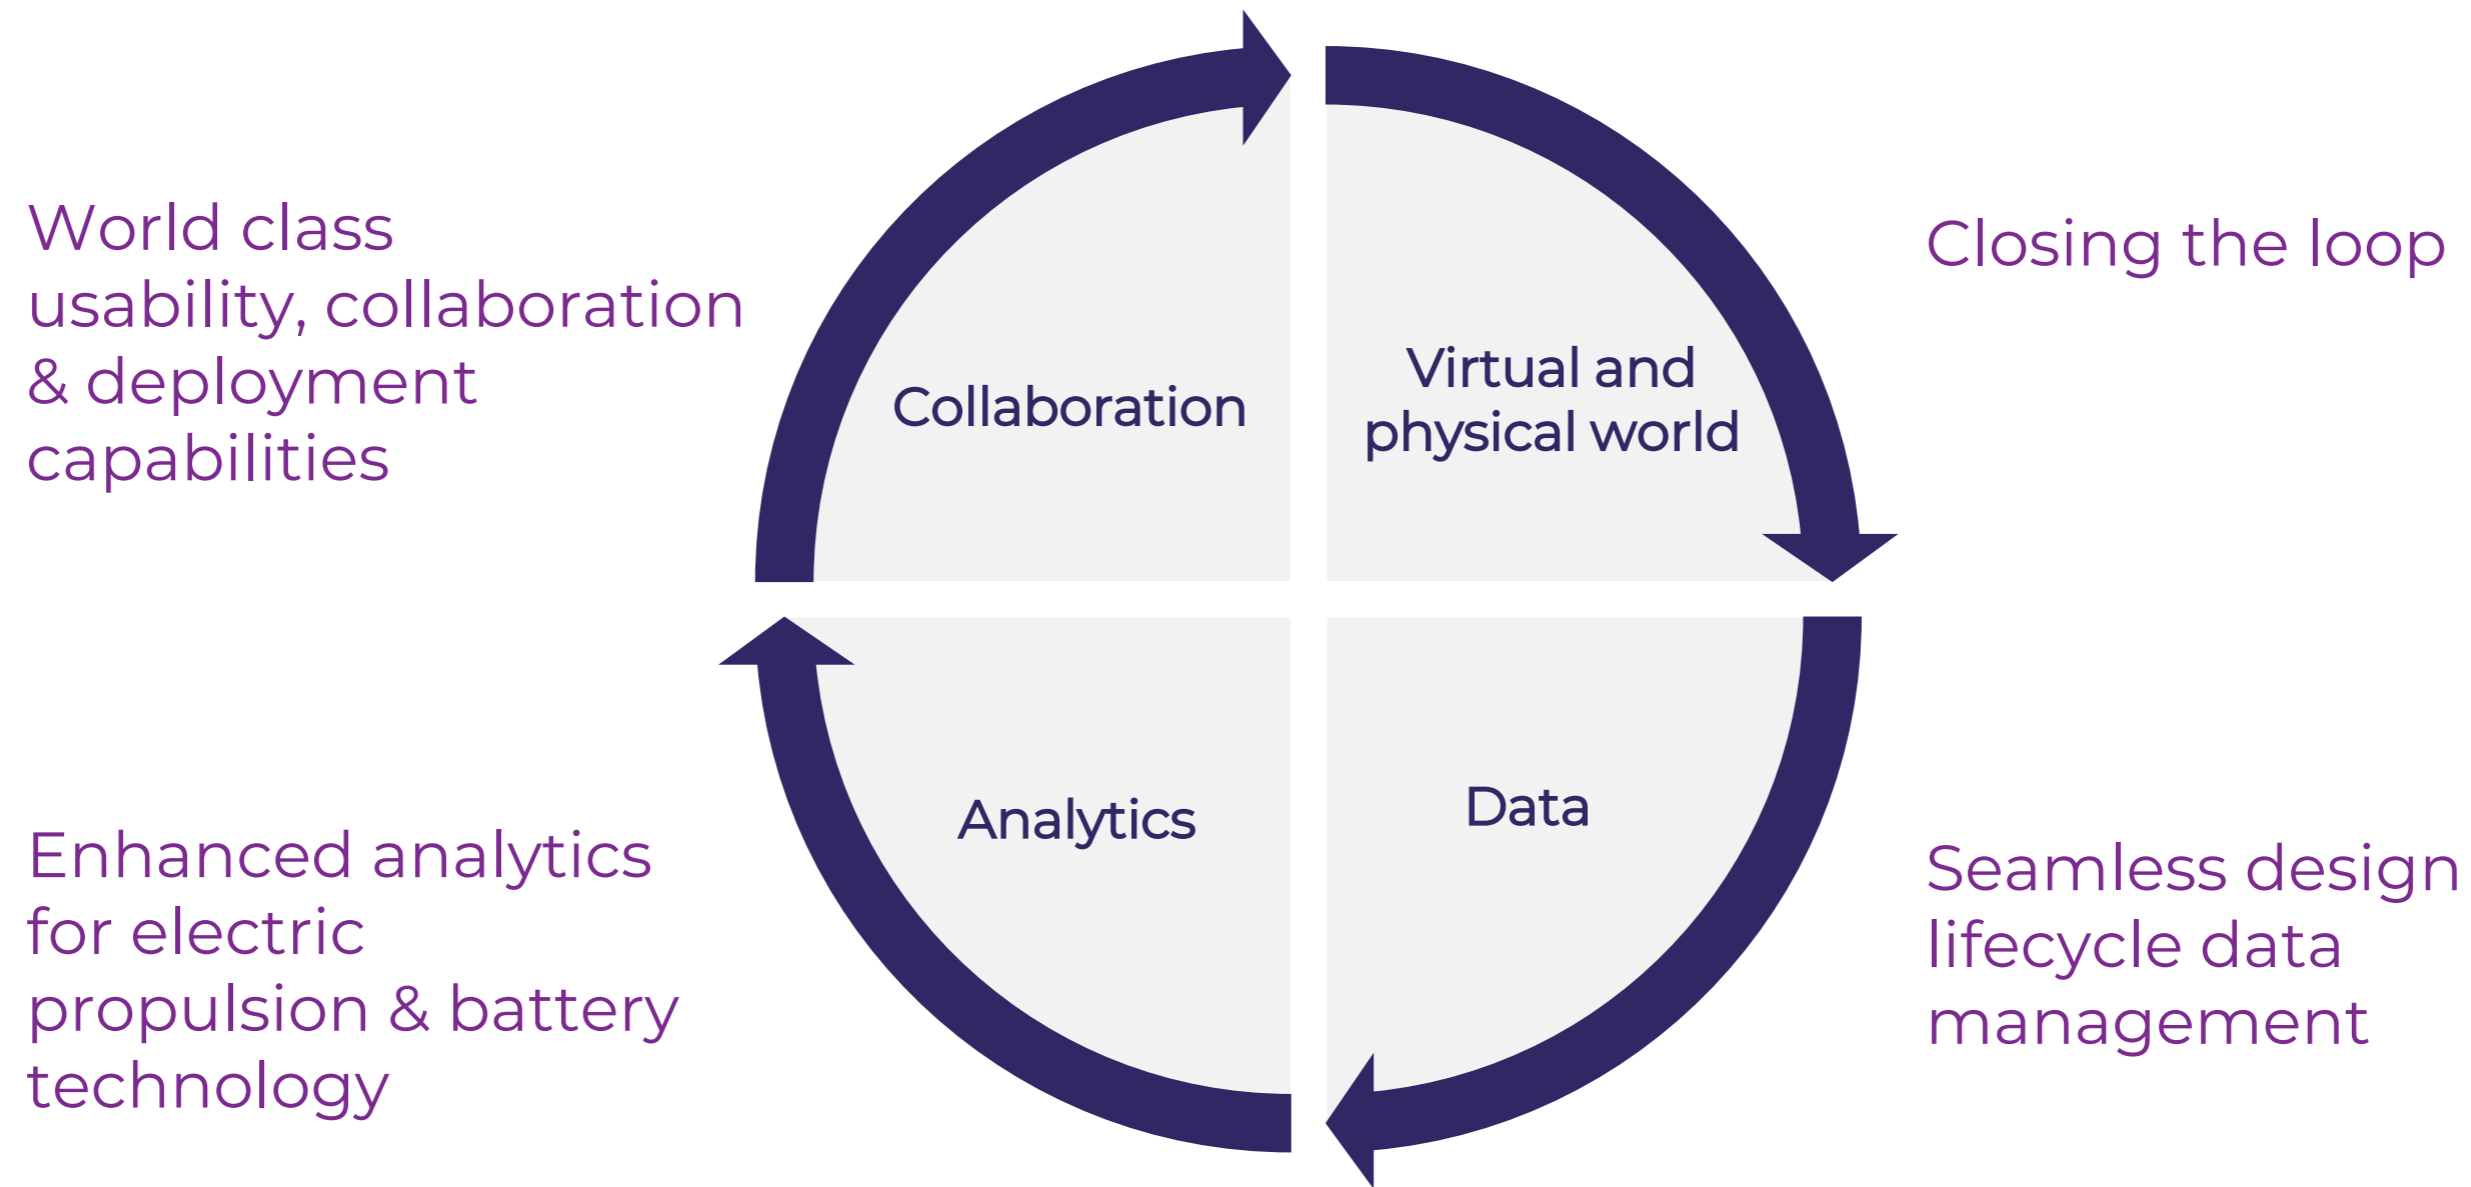 World class
usability, collaboration
& deployment
capabilities
Collaboration
Virtual and
physical world
Closing the loop
Enhanced analytics
for electric
propulsion & battery
technology
Analytics
Data
Seamless design
lifecycle data
management